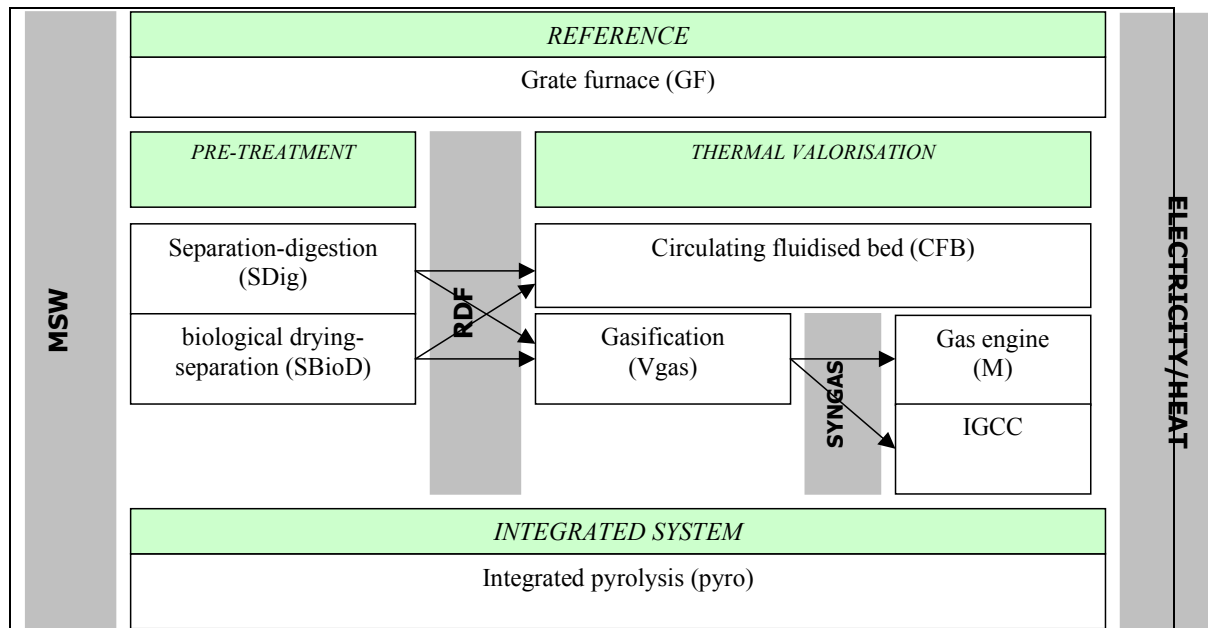 REFERENCE
Grate furnace (GF)
PRE-TREATMENT
THERMAL VALORISATION
Separation-digestion
(SDig)
Circulating fluidised bed (CFB)
biological drying-
separation (SBioD)
Gasification
(Vgas)
Gas engine
(M)
IGCC
MSW
RDF
SYNGAS
ELECTRICITY/HEAT
INTEGRATED SYSTEM
Integrated pyrolysis (pyro)